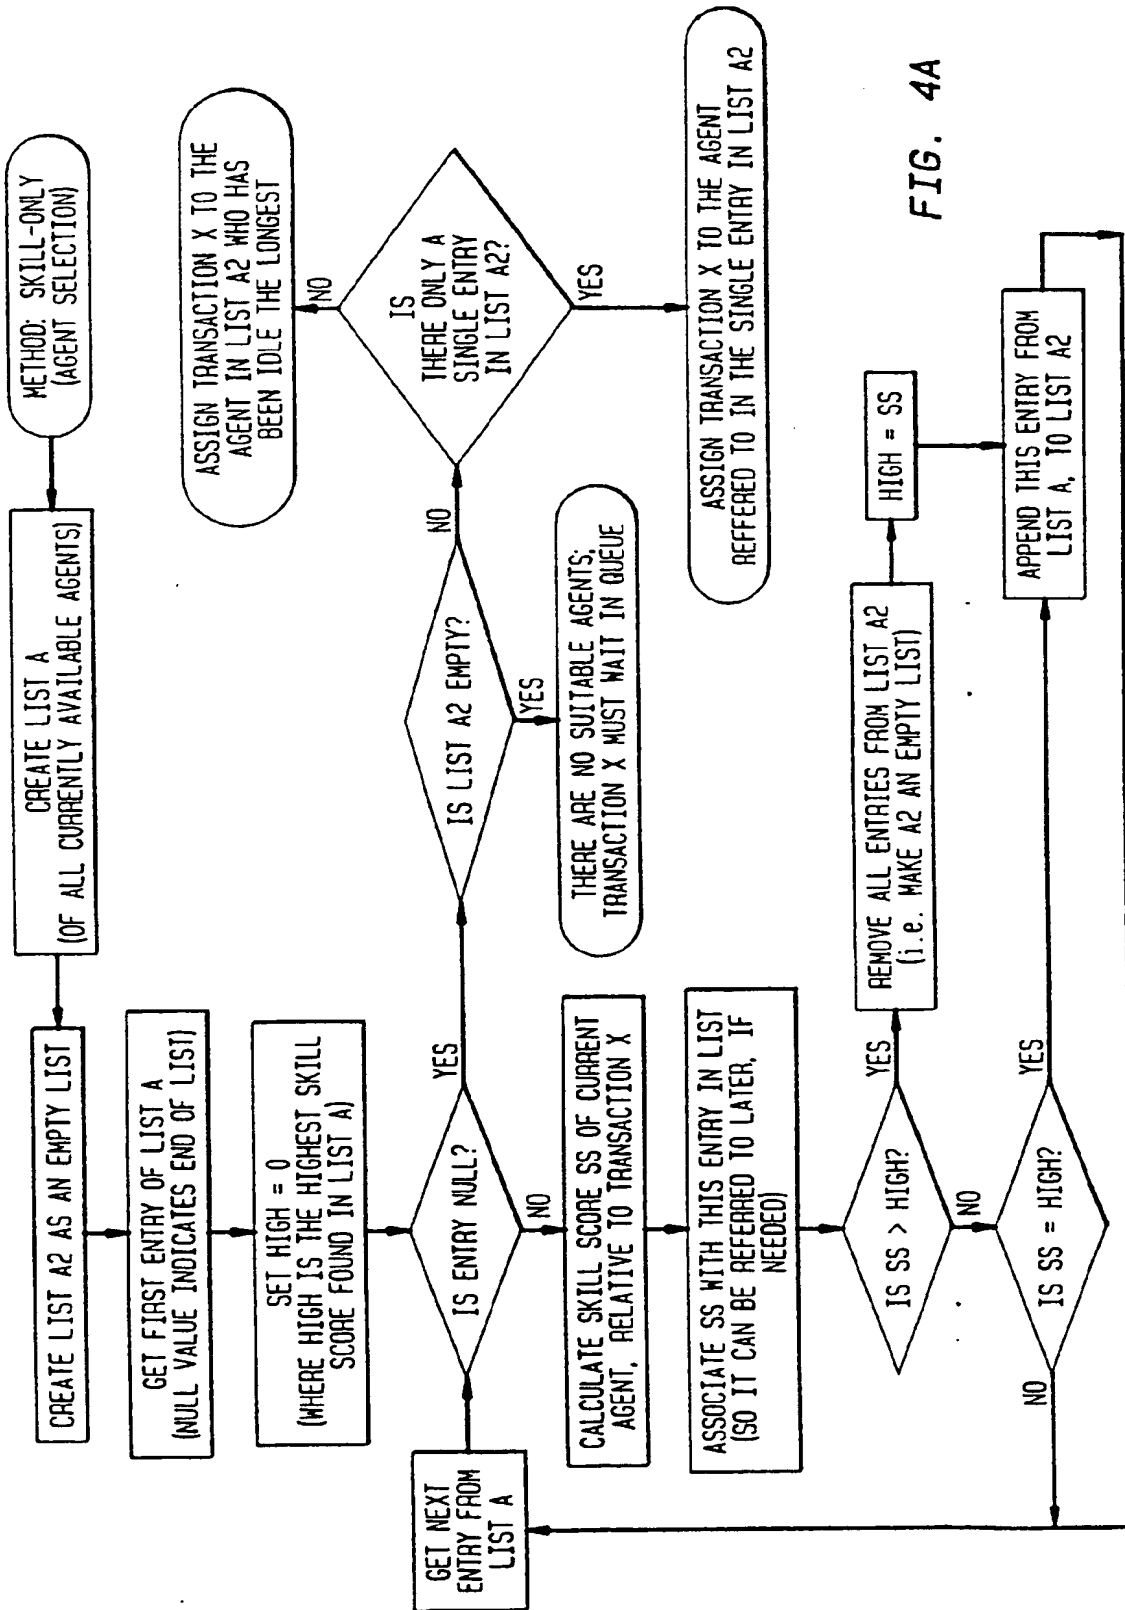 METHOD: SKILL-ONLY
(AGENT SELECTION)
CREATE LIST A
(OF ALL CURRENTLY AVAILABLE AGENTS)
CREATE LIST A2 AS AN EMPTY LIST
GET FIRST ENTRY OF LIST A
(NULL VALUE INDICATES END OF LIST)
SET HIGH = 0
(WHERE HIGH IS THE HIGHEST SKILL
SCORE FOUND IN LIST A)
GET NEXT
ENTRY FROM
LIST A
IS ENTRY NULL?
YES
NO
IS LIST A2 EMPTY?
NO
YES
THERE ARE NO SUITABLE AGENTS;
TRANSACTION X MUST WAIT IN QUEUE
IS
THERE ONLY A
SINGLE ENTRY
IN LIST A2?
NO
YES
ASSIGN TRANSACTION X TO THE
AGENT IN LIST A2 WHO HAS
BEEN IDLE THE LONGEST
ASSIGN TRANSACTION X TO THE AGENT
REFFERED TO IN THE SINGLE ENTRY IN LIST A2
CALCULATE SKILL SCORE SS OF CURRENT
AGENT, RELATIVE TO TRANSACTION X
ASSOCIATE SS WITH THIS ENTRY IN LIST
(SO IT CAN BE REFERRED TO LATER, IF
NEEDED)
IS SS > HIGH?
YES
NO
REMOVE ALL ENTRIES FROM LIST A2
(i.e. MAKE A2 AN EMPTY LIST)
HIGH = SS
IS SS = HIGH?
YES
NO
APPEND THIS ENTRY FROM
LIST A, TO LIST A2
FIG. 4A